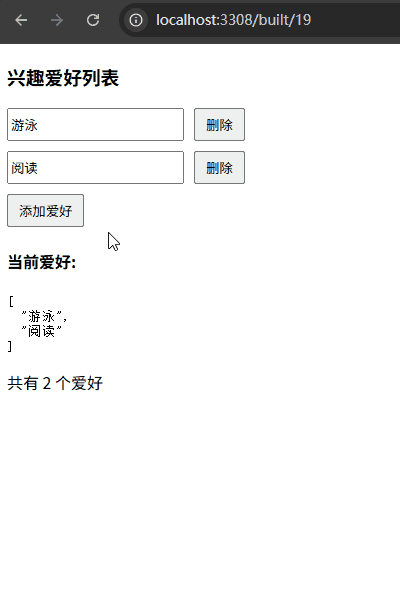 localhost:3308/built/19
兴趣爱好列表
游泳 删除
阅读 删除
添加爱好
当前爱好:
[
  "游泳",
  "阅读"
]
共有 2 个爱好